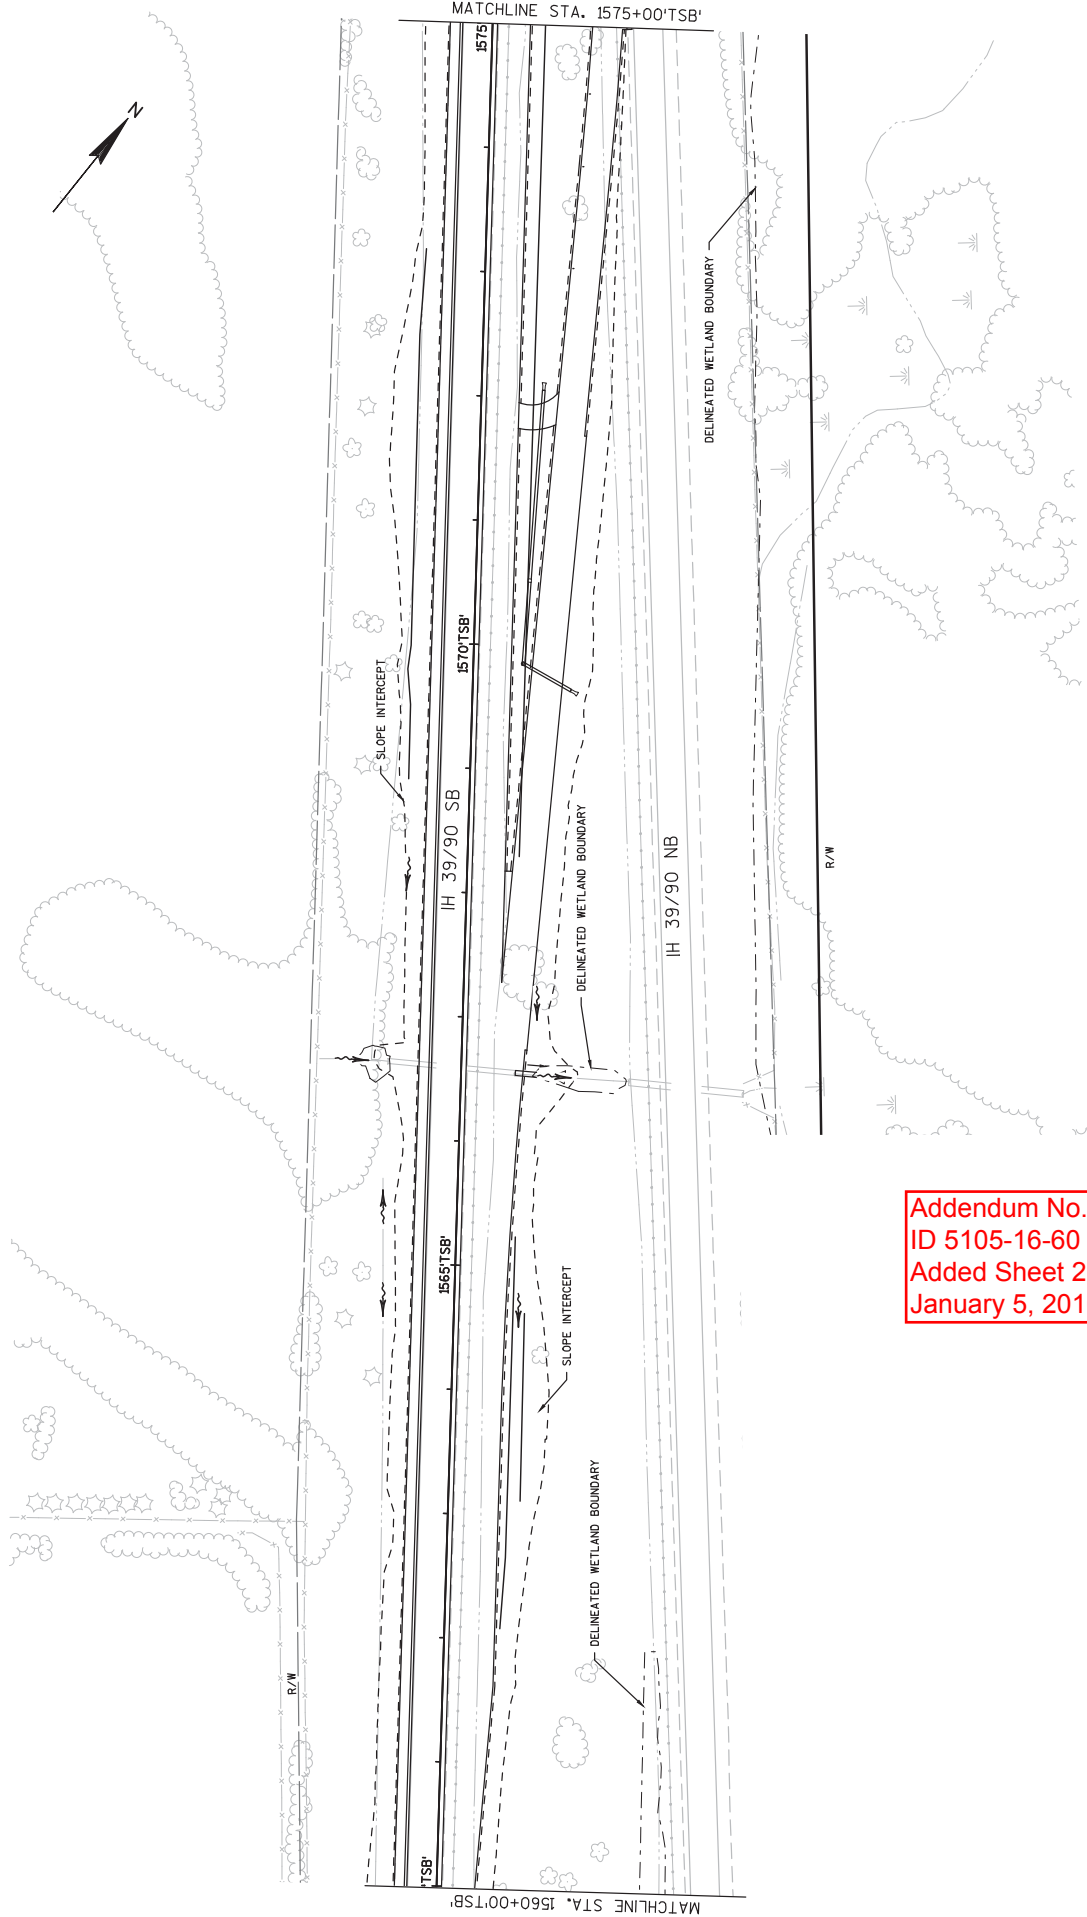 MATCHLINE STA. 1575+00'TSB'
1575
N
DELINEATED WETLAND BOUNDARY
1570'TSB'
SLOPE INTERCEPT
IH 39/90 SB
DELINEATED WETLAND BOUNDARY
IH 39/90 NB
R/W
Addendum No.
ID 5105-16-60
Added Sheet 2
January 5, 201
1565'TSB'
SLOPE INTERCEPT
DELINEATED WETLAND BOUNDARY
R/W
'TSB'
MATCHLINE STA. 1560+00'TSB'